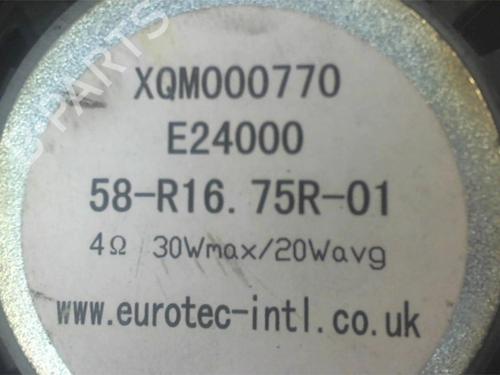 XQM000770
E24000
58-R16.75R-01
4Ω 30Wmax/20Wavg
www.eurotec-intl.co.uk